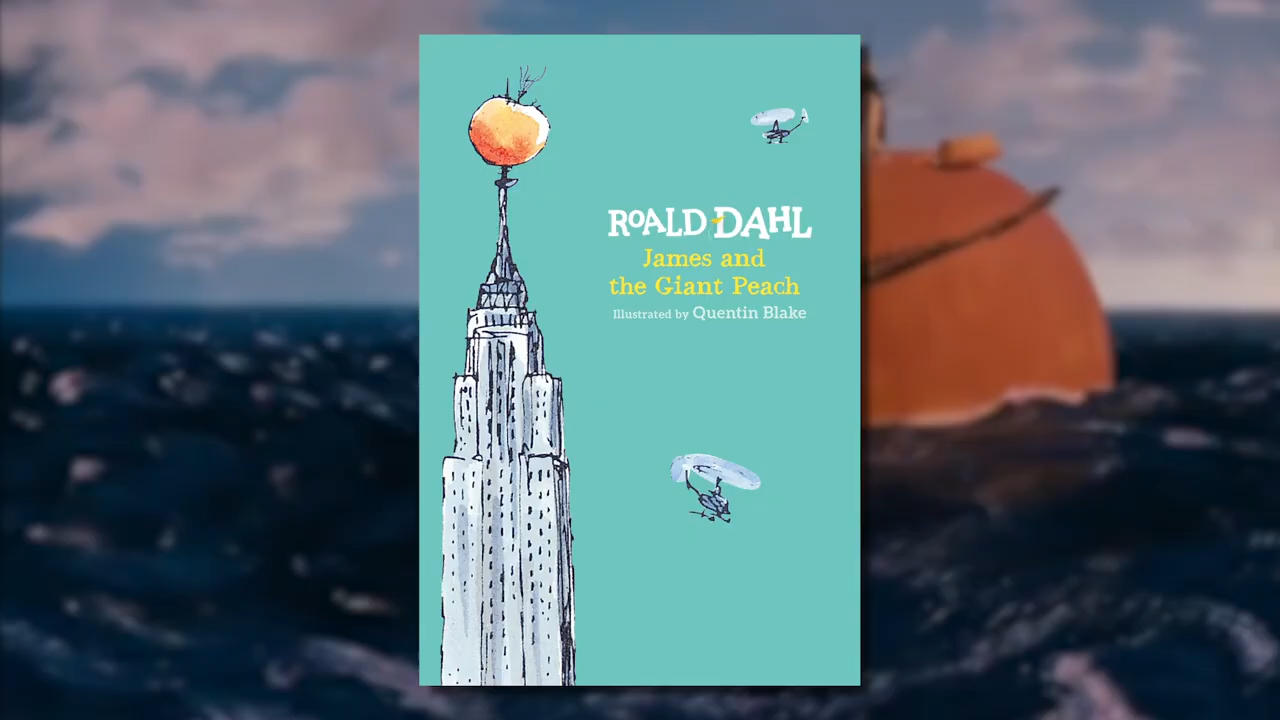 ROALD DAHL
James and
the Giant Peach
Illustrated by Quentin Blake